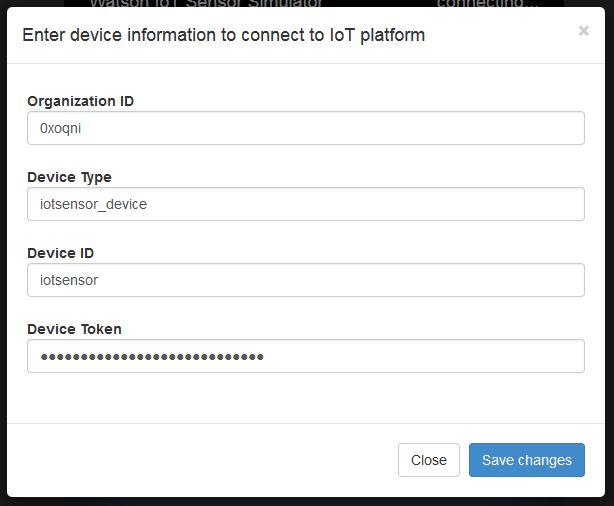 Watson IoT Sensor Simulator connecting...
Enter device information to connect to IoT platform ×
Organization ID
0xoqni
Device Type
iotsensor_device
Device ID
iotsensor
Device Token
••••••••••••••••••••••••••••
Close Save changes